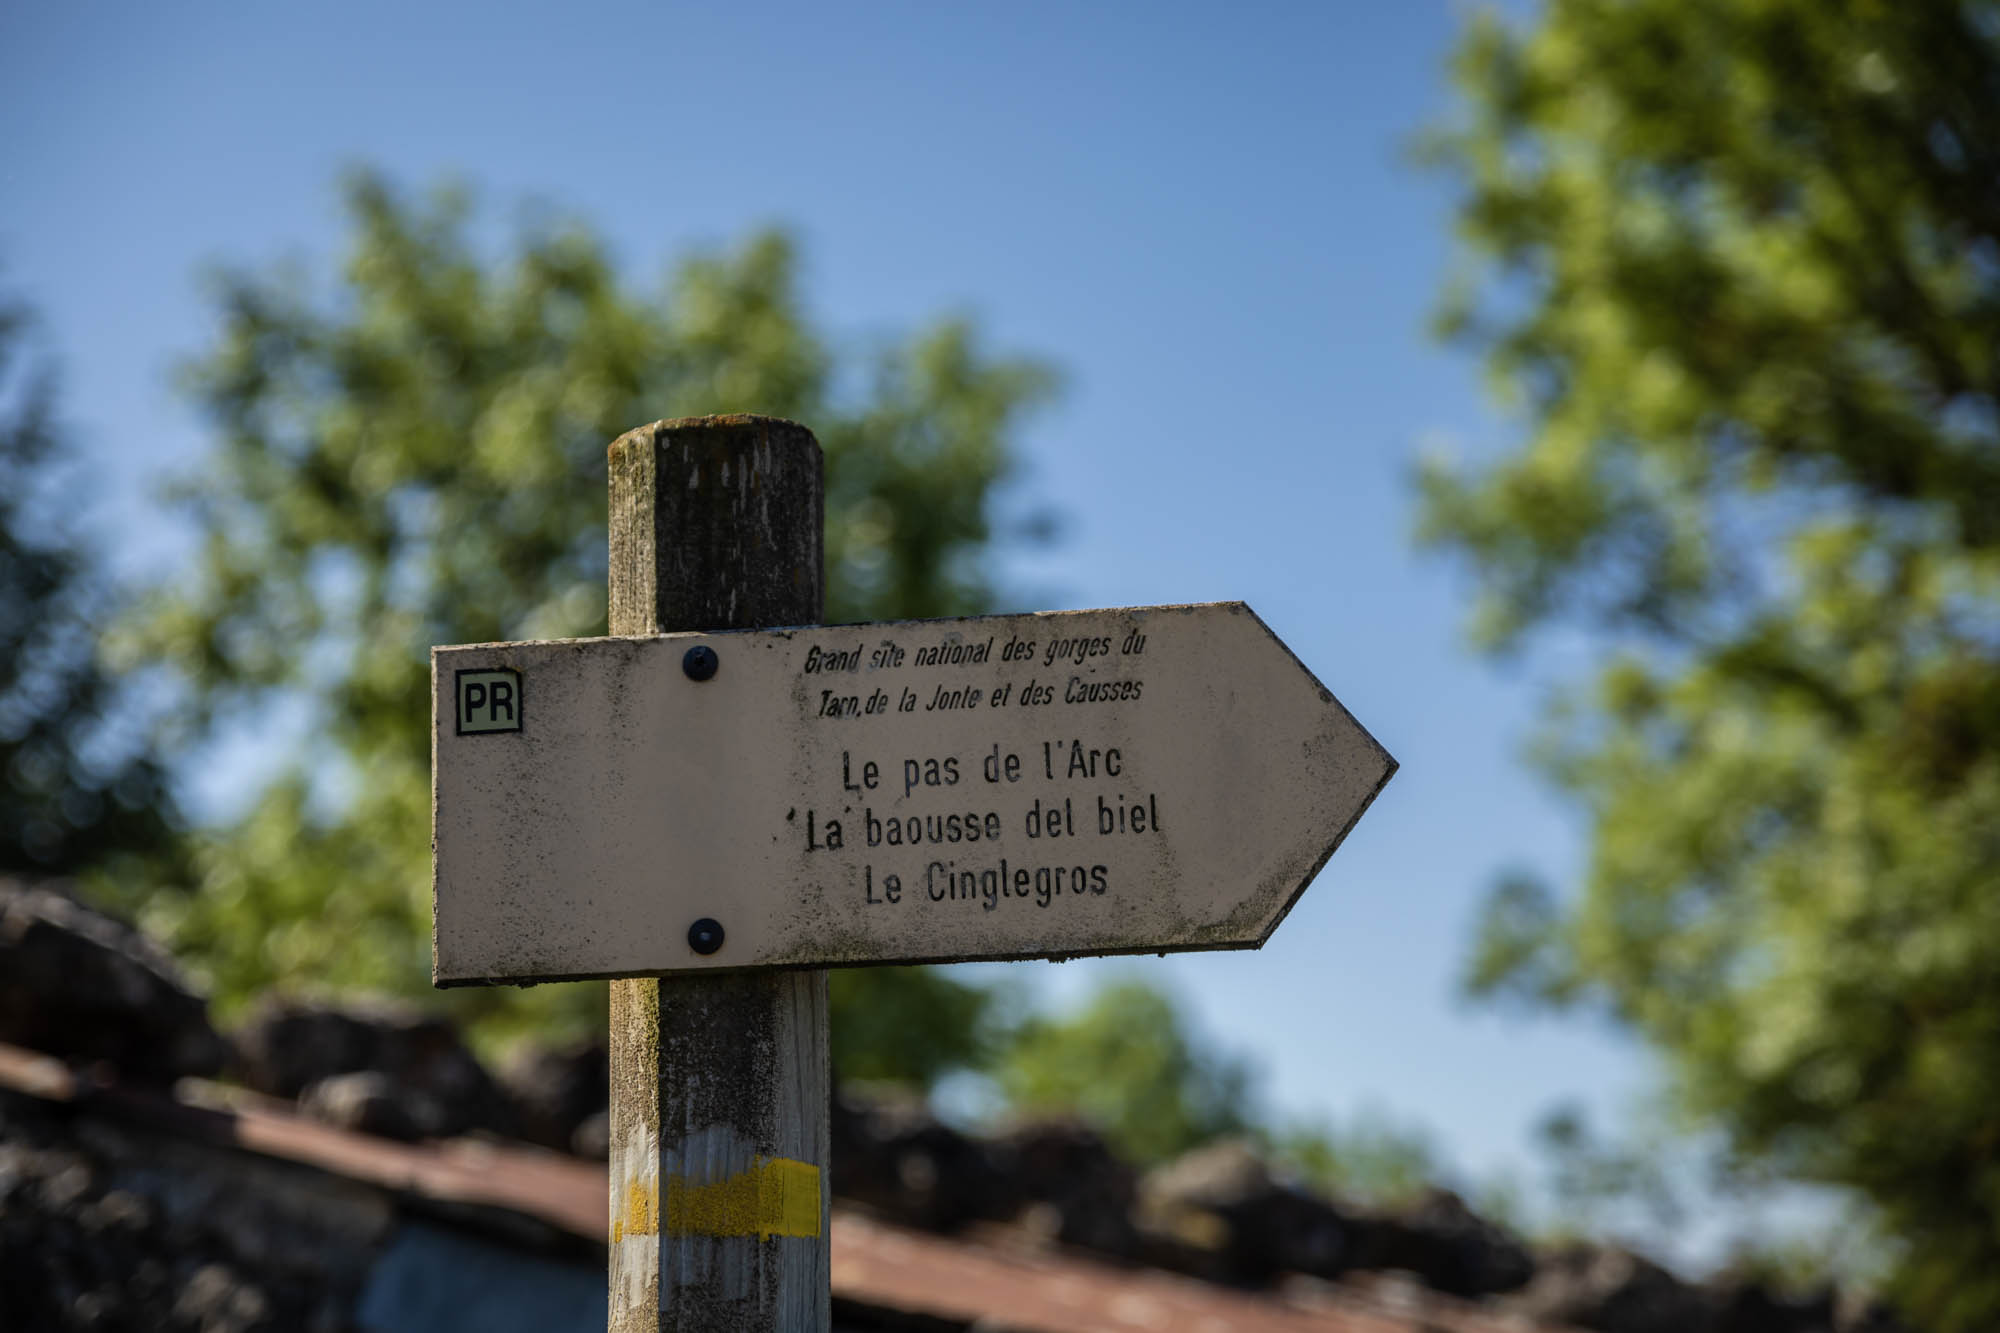 PR
Grand site national des gorges du
Tarn, de la Jonte et des Causses
Le pas de l'Arc
La baousse del biel
Le Cinglegros